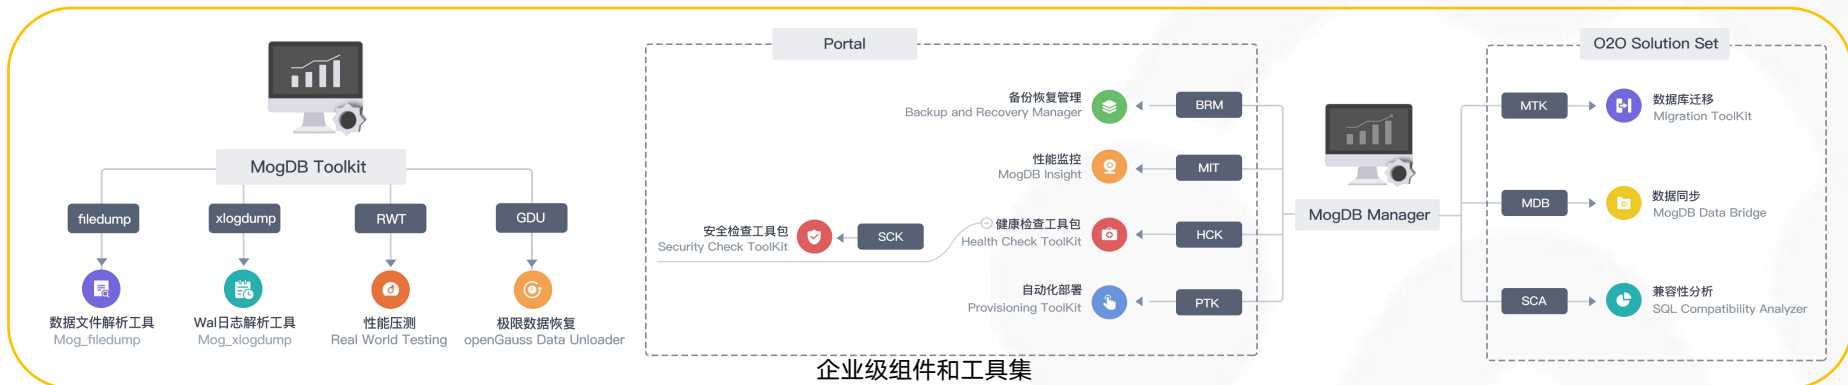 MogDB Toolkit
filedump
xlogdump
RWT
GDU
数据文件解析工具
Mog_filedump
Wal日志解析工具
Mog_xlogdump
性能压测
Real World Testing
极限数据恢复
openGauss Data Unloader
Portal
备份恢复管理
Backup and Recovery Manager
BRM
性能监控
MogDB Insight
MIT
安全检查工具包
Security Check ToolKit
SCK
健康检查工具包
Health Check ToolKit
HCK
自动化部署
Provisioning ToolKit
PTK
MogDB Manager
O2O Solution Set
MTK
数据库迁移
Migration ToolKit
MDB
数据同步
MogDB Data Bridge
SCA
兼容性分析
SQL Compatibility Analyzer
企业级组件和工具集